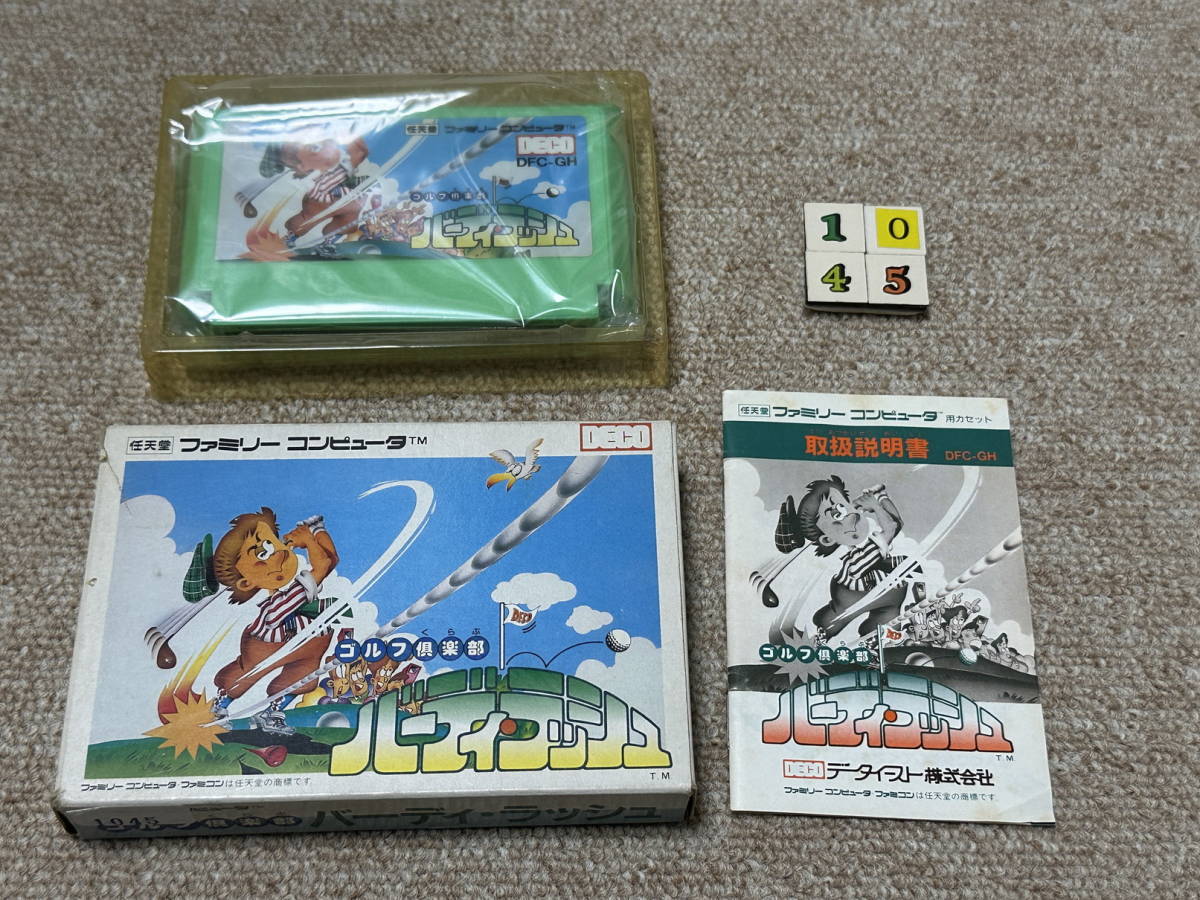 任天堂 ファミリー コンピュータ™
DECO
DFC-GH
ゴルフ倶楽部
バーディ・ラッシュ
1 0
4 5
任天堂 ファミリー コンピュータ™
DECO
DECO
くらぶ
ゴルフ倶楽部
バーディ・ラッシュ
T.M.
ファミリー コンピュータ・ファミコンは任天堂の商標です。
1045
倶楽部 バーディ・ラッシュ
任天堂 ファミリー コンピュータ™ 用カセット
取扱説明書 DFC-GH
DECO
ゴルフ倶楽部
バーディ・ラッシュ
T.M.
DECO データイースト株式会社
ファミリー コンピュータ・ファミコンは任天堂の商標です。